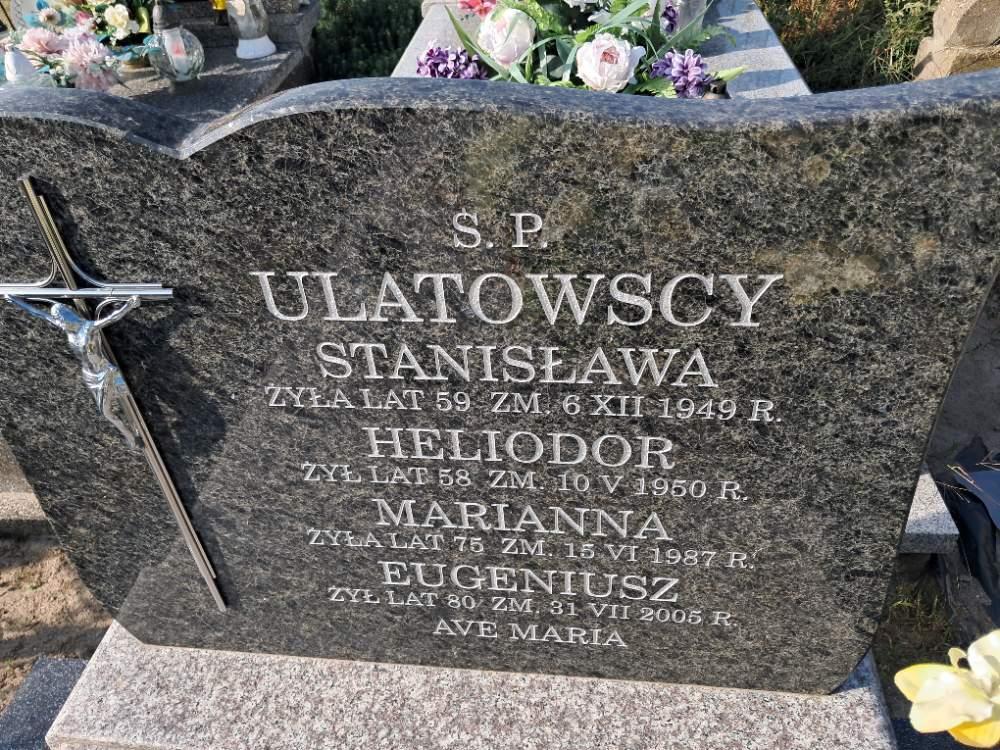 S. P.
ULATOWSCY
STANISŁAWA
ŻYŁA LAT 59 ZM. 6 XII 1949 R.
HELIODOR
ŻYŁ LAT 58 ZM. 10 V 1950 R.
MARIANNA
ŻYŁA LAT 75 ZM. 15 VI 1987 R.
EUGENIUSZ
ŻYŁ LAT 80 ZM. 31 VII 2005 R.
AVE MARIA